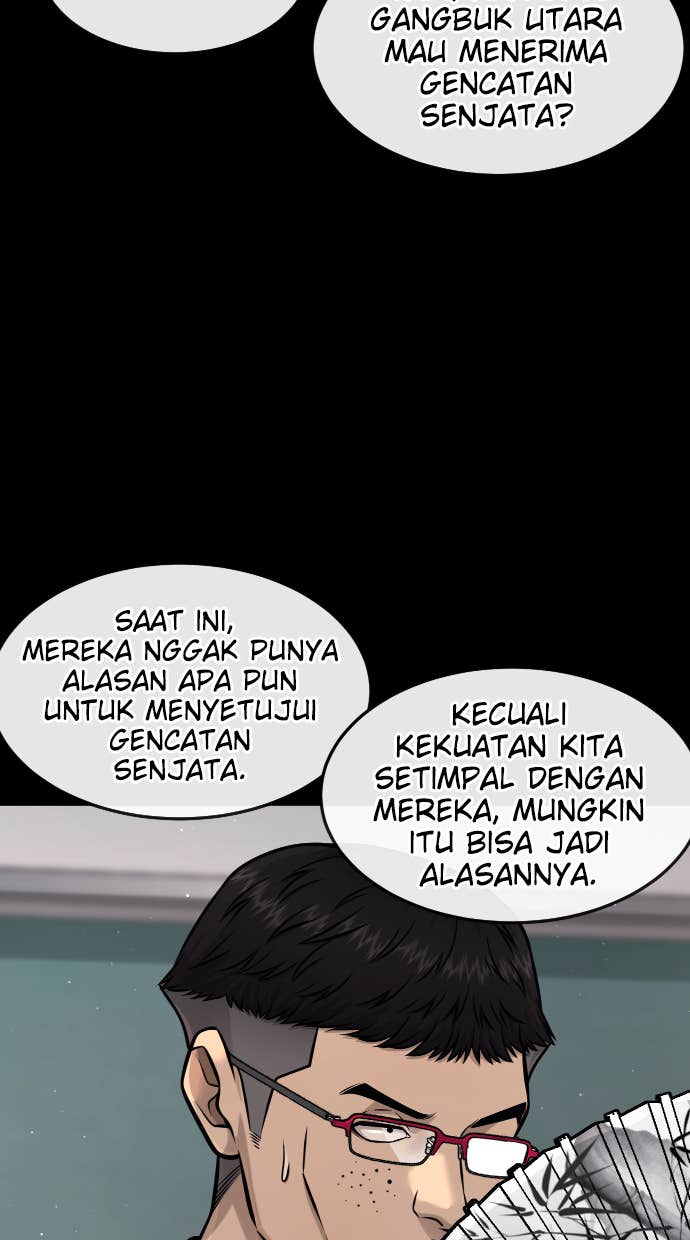 GANGBUK UTARA
MAU MENERIMA
GENCATAN
SENJATA?
SAAT INI,
MEREKA NGGAK PUNYA
ALASAN APA PUN
UNTUK MENYETUJUI
GENCATAN
SENJATA.
KECUALI
KEKUATAN KITA
SETIMPAL DENGAN
MEREKA, MUNGKIN
ITU BISA JADI
ALASANNYA.